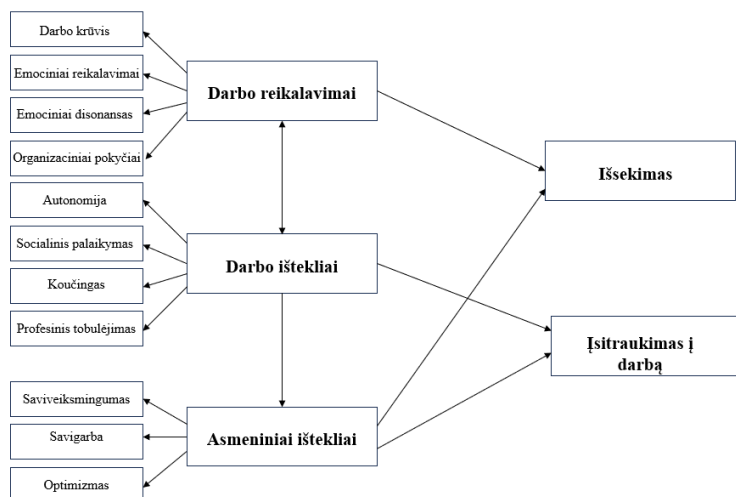 Darbo krūvis
Emociniai reikalavimai
Emociniai disonansas
Organizaciniai pokyčiai
Autonomija
Socialinis palaikymas
Koučingas
Profesinis tobulėjimas
Saviveiksmingumas
Savigarba
Optimizmas
Darbo reikalavimai
Darbo ištekliai
Asmeniniai ištekliai
Išsekimas
Įsitraukimas į
darbą